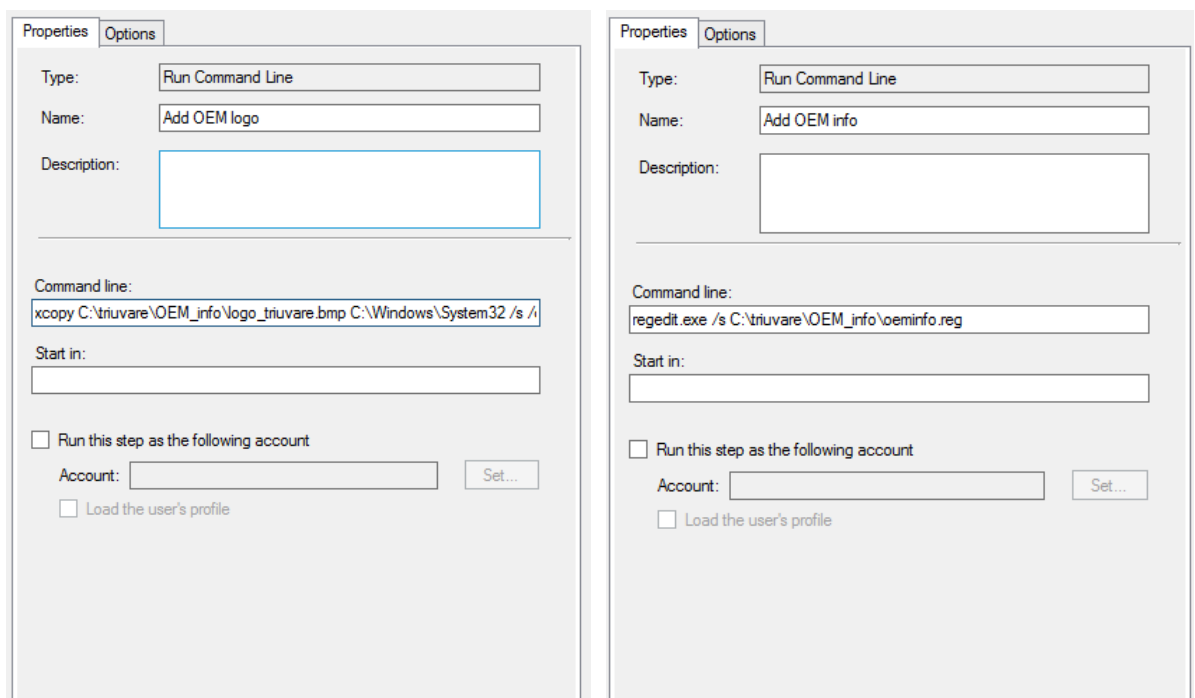 Properties Options
Type: Run Command Line
Name: Add OEM logo
Description:
Command line:
xcopy C:\triuvare\OEM_info\logo_triuvare.bmp C:\Windows\System32 /s /
Start in:
Run this step as the following account
Account: Set...
Load the user's profile
Properties Options
Type: Run Command Line
Name: Add OEM info
Description:
Command line:
regedit.exe /s C:\triuvare\OEM_info\oeminfo.reg
Start in:
Run this step as the following account
Account: Set...
Load the user's profile